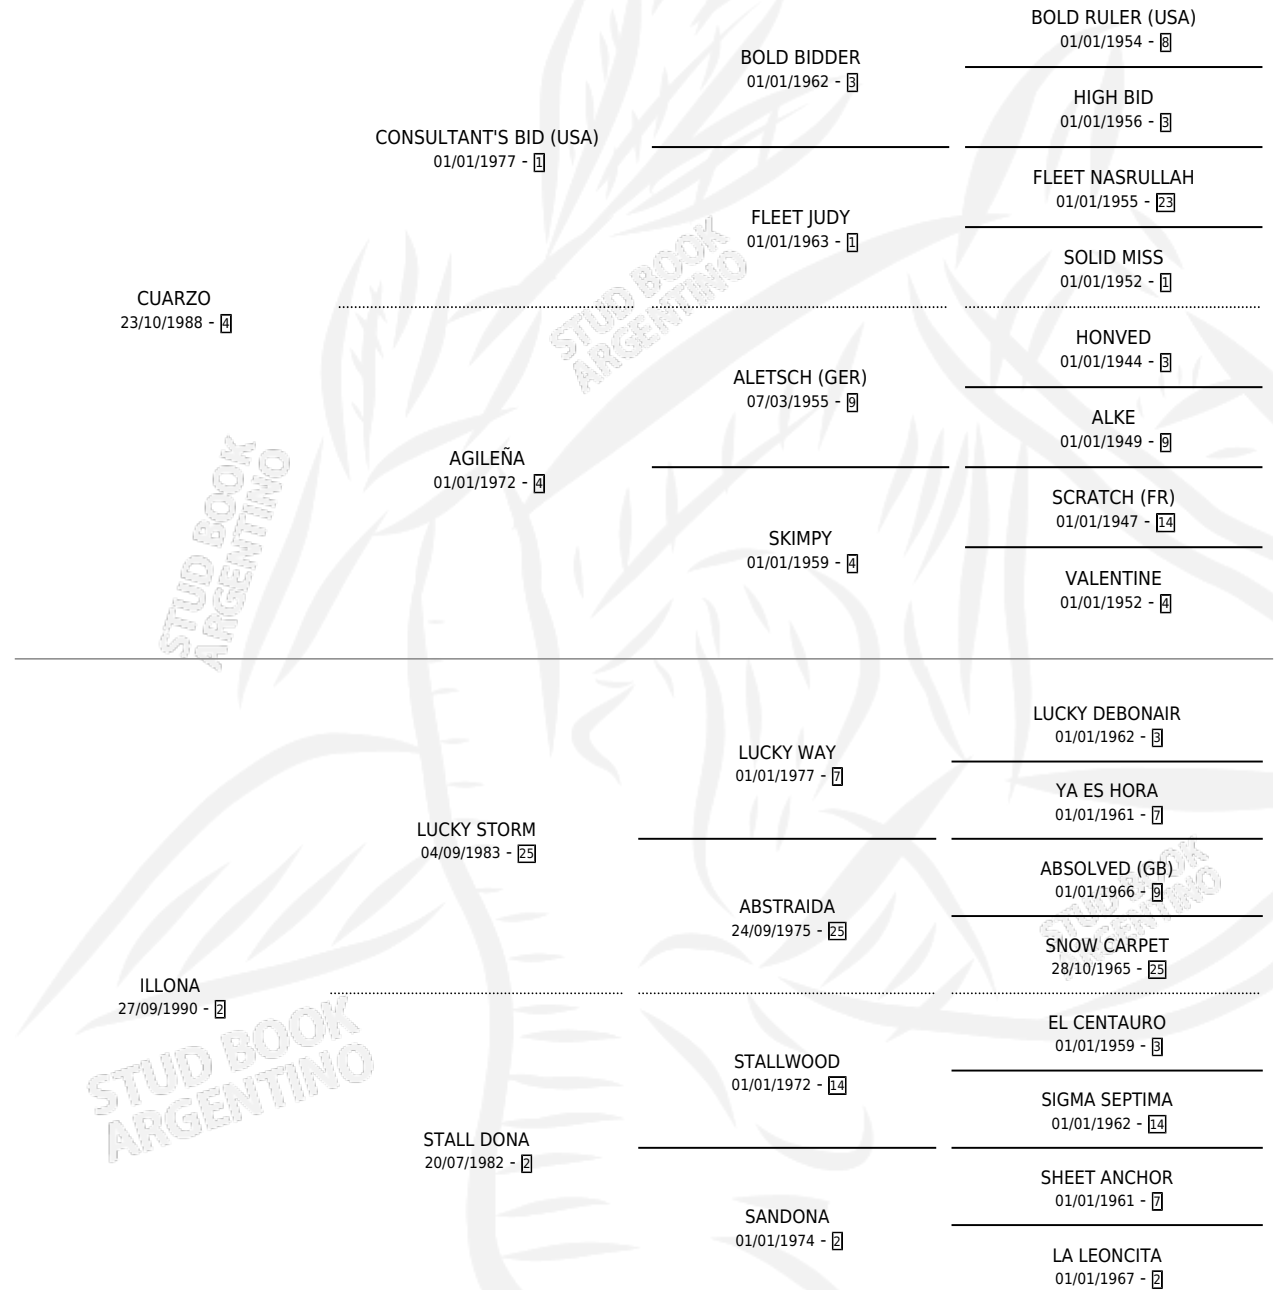 BOLD RULER (USA)
01/01/1954 - 8
BOLD BIDDER
01/01/1962 - 3
HIGH BID
01/01/1956 - 3
CONSULTANT'S BID (USA)
01/01/1977 - 1
FLEET NASRULLAH
01/01/1955 - 23
FLEET JUDY
01/01/1963 - 1
SOLID MISS
01/01/1952 - 1
CUARZO
23/10/1988 - 4
HONVED
01/01/1944 - 3
ALETSCH (GER)
07/03/1955 - 9
ALKE
01/01/1949 - 9
AGILEÑA
01/01/1972 - 4
SCRATCH (FR)
01/01/1947 - 14
SKIMPY
01/01/1959 - 4
VALENTINE
01/01/1952 - 4
LUCKY DEBONAIR
01/01/1962 - 3
LUCKY WAY
01/01/1977 - 7
YA ES HORA
01/01/1961 - 7
LUCKY STORM
04/09/1983 - 25
ABSOLVED (GB)
01/01/1966 - 9
ABSTRAIDA
24/09/1975 - 25
SNOW CARPET
28/10/1965 - 25
ILLONA
27/09/1990 - 2
EL CENTAURO
01/01/1959 - 3
STALLWOOD
01/01/1972 - 14
SIGMA SEPTIMA
01/01/1962 - 14
STALL DONA
20/07/1982 - 2
SHEET ANCHOR
01/01/1961 - 7
SANDONA
01/01/1974 - 2
LA LEONCITA
01/01/1967 - 2
STUD BOOK
ARGENTINO
STUD BOOK
ARGENTINO
STUD BOOK
ARGENTINO
STUD BOOK
ARGENTINO